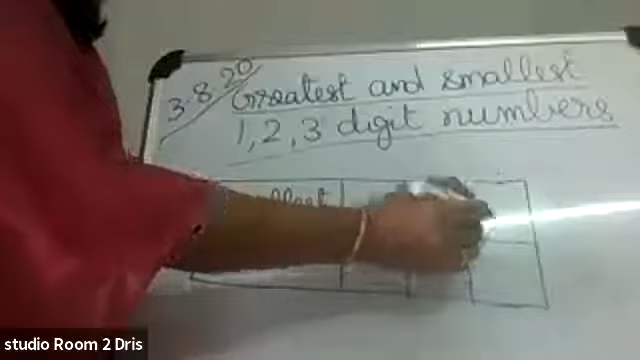 3.8.20
Greatest and smallest
1, 2, 3 digit numbers
studio Room 2 Dris